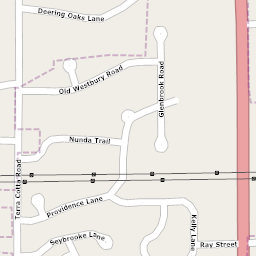 Deering Oaks Lane
Old Westbury Road
Glenbrook Road
Nunda Trail
Terra Cotta Road
Providence Lane
Kelly Lane
Seybrooke Lane
Ray Street